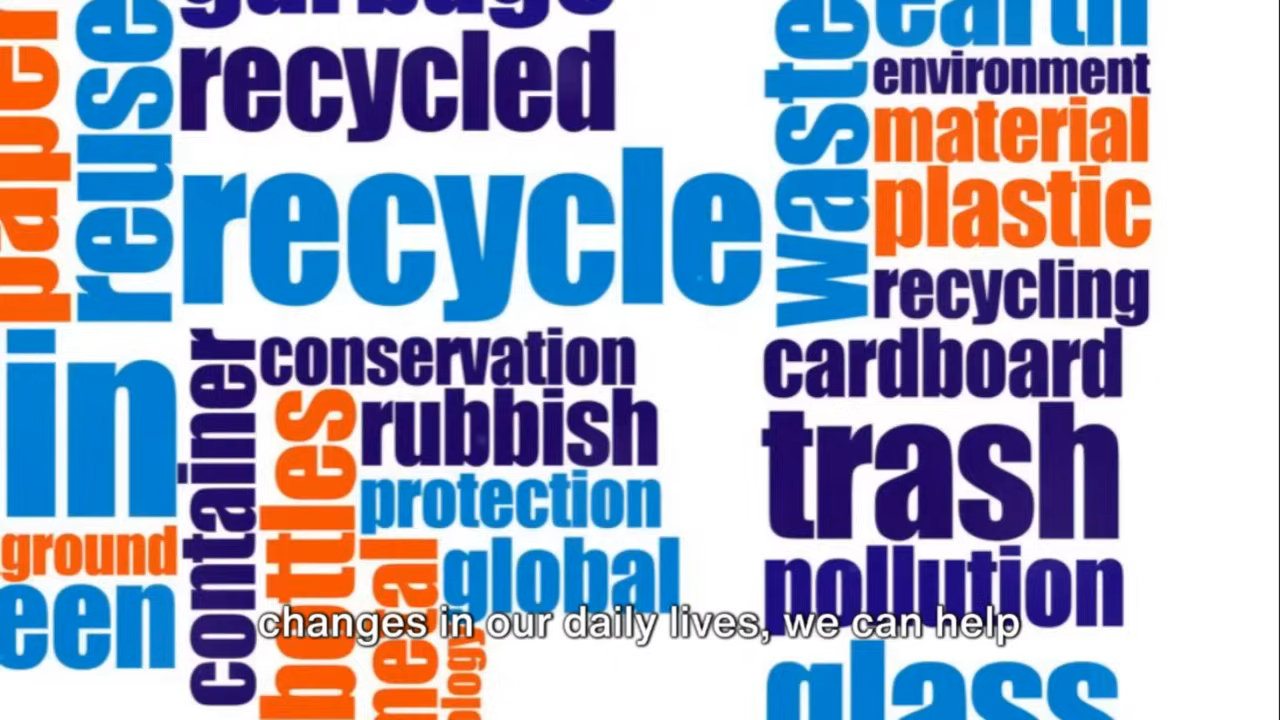 garbage
recycled
recycle
paper
reuse
in
ground
een
container
conservation
bottles
rubbish
protection
global
waste
earth
environment
material
plastic
recycling
cardboard
trash
pollution
glass
changes in our daily lives, we can help